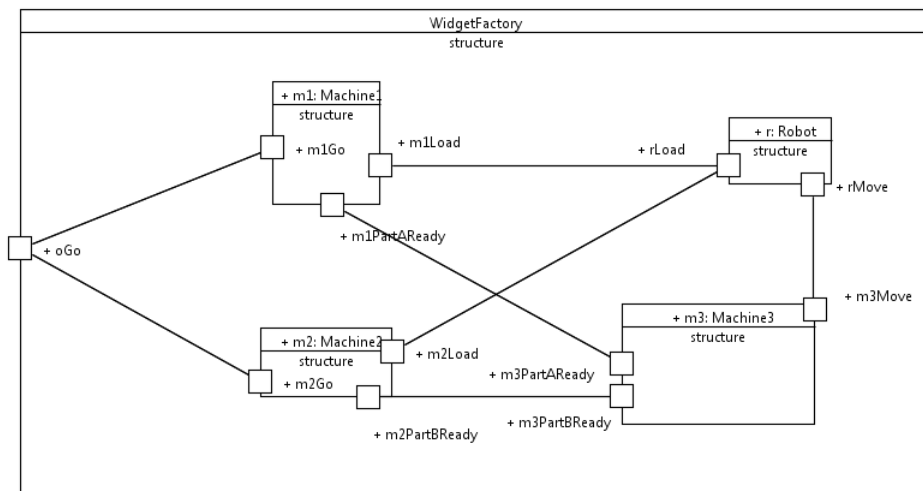 WidgetFactory
structure
+ m1: Machine1
structure
+ m1Go
+ m1Load
rLoad
+ r: Robot
structure
+ rMove
+ m1PartAReady
+ oGo
+ m3Move
+ m3: Machine3
structure
+ m2: Machine2
structure
+ m2Load
+ m2Go
+ m3PartAReady
+ m3PartBReady
+ m2PartBReady